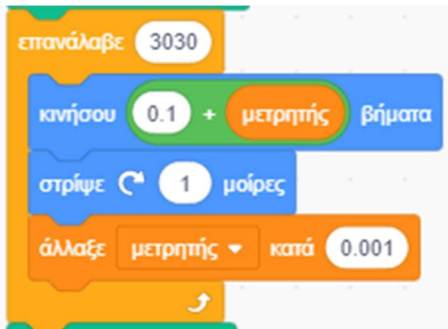 επανάλαβε 3030
κινήσου 0.1 + μετρητής βήματα
στρίψε 1 μοίρες
άλλαξε μετρητής κατά 0.001